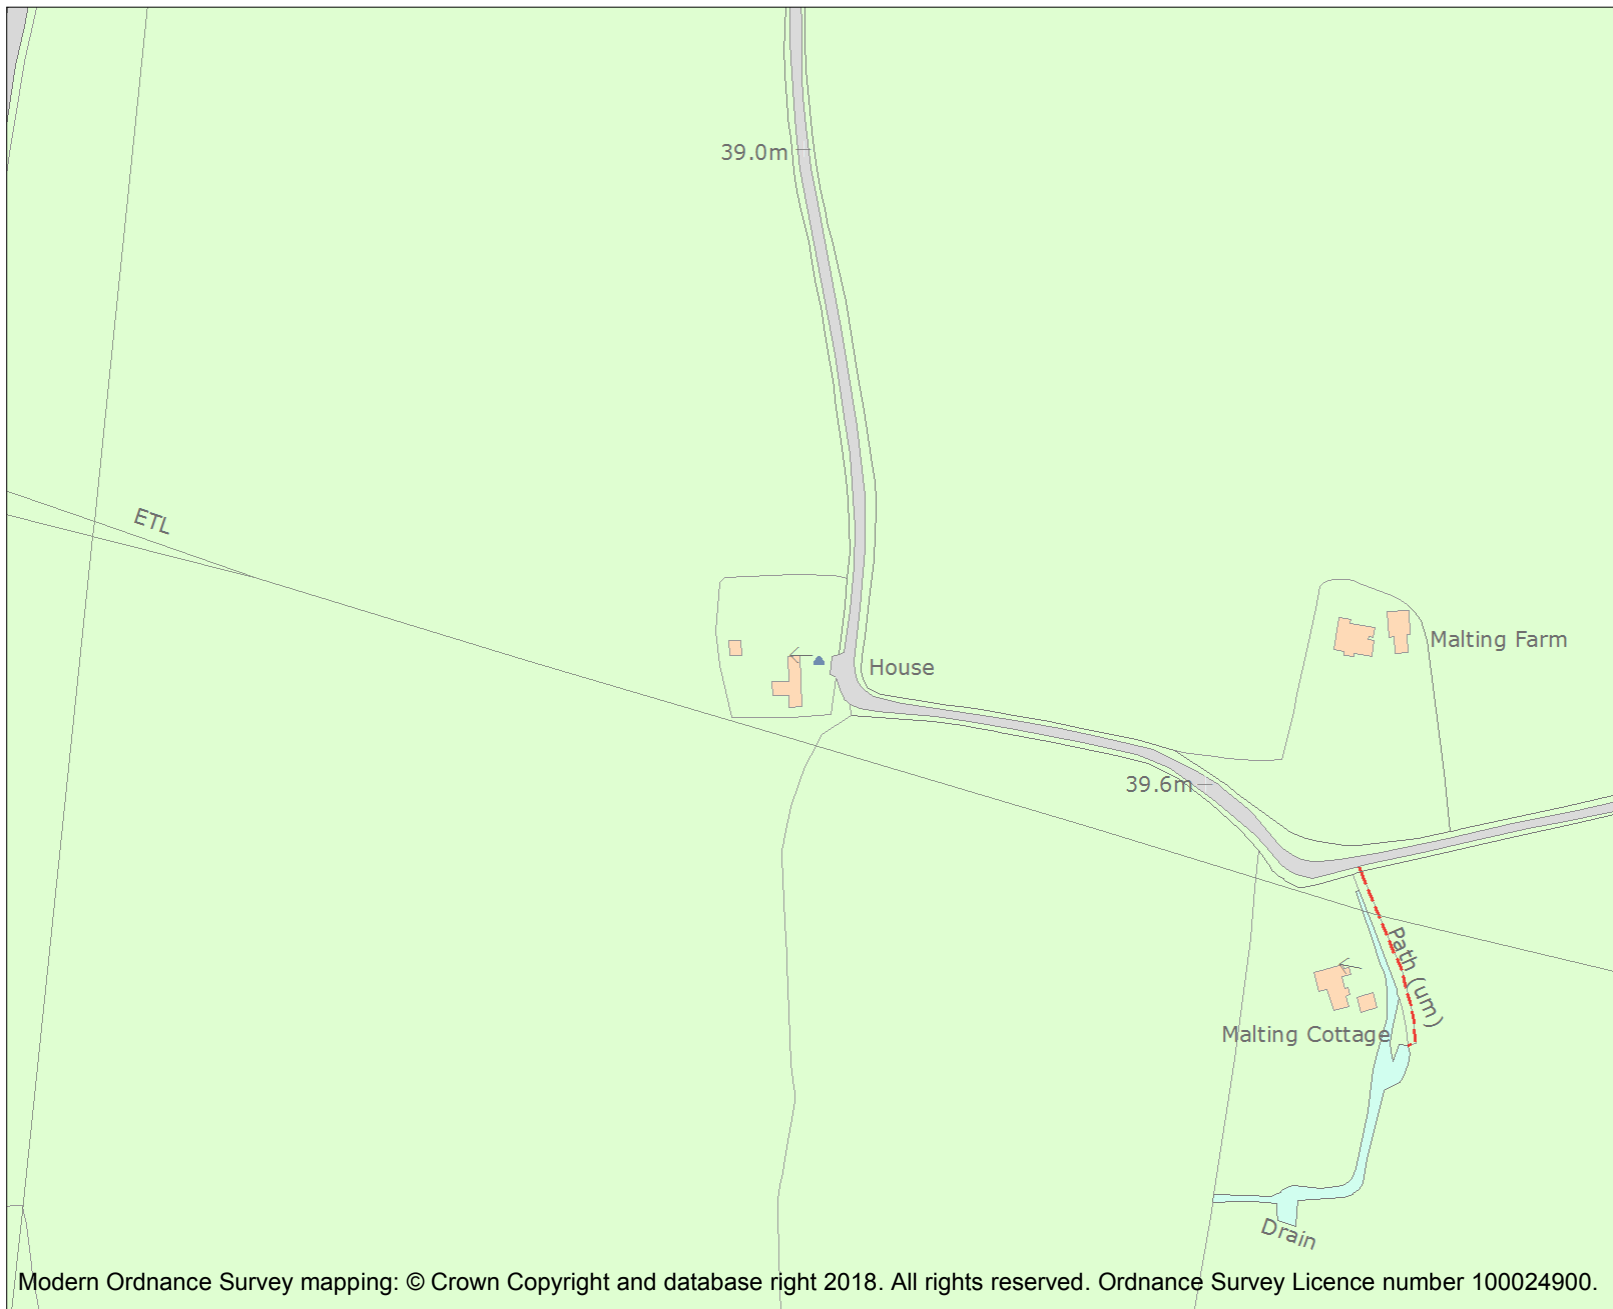 39.0m
ETL
Malting Farm
House
39.6m
Path (um)
Malting Cottage
Drain
Modern Ordnance Survey mapping: © Crown Copyright and database right 2018. All rights reserved. Ordnance Survey Licence number 100024900.